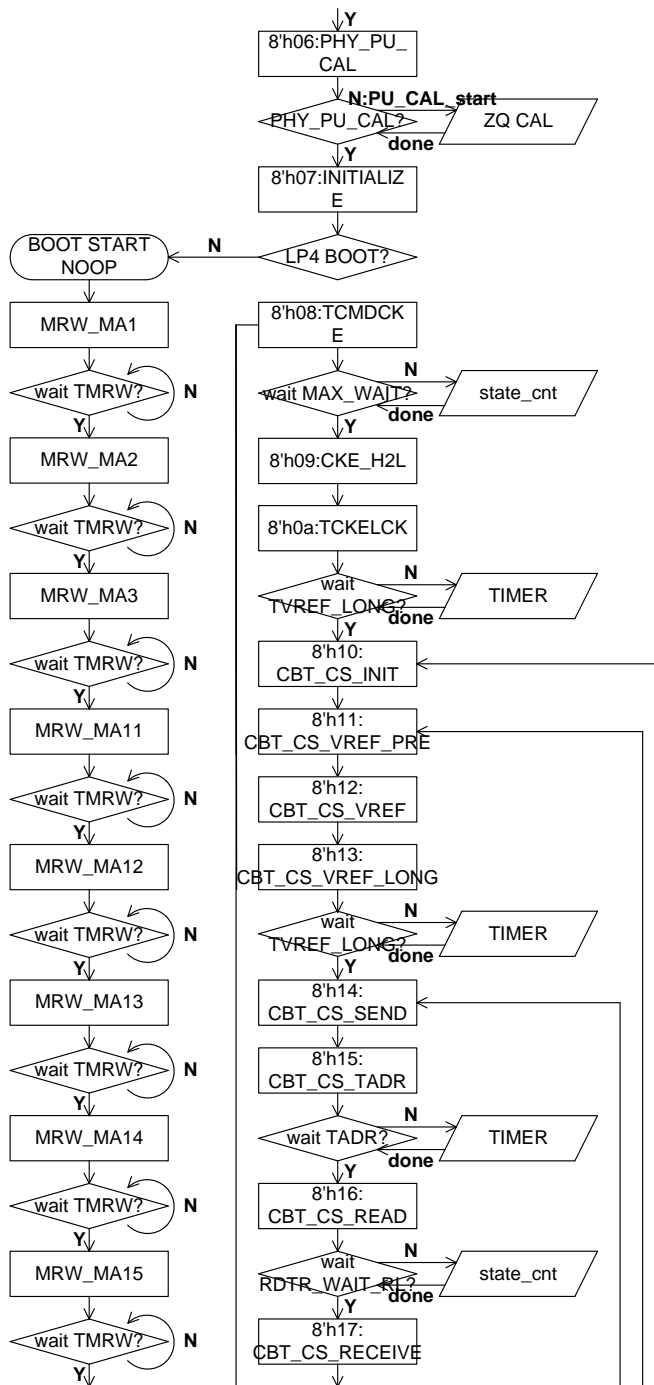 Y
8'h06:PHY_PU_
CAL
N:PU_CAL_start
PHY_PU_CAL?
ZQ CAL
done
Y
8'h07:INITIALIZ
E
BOOT START
NOOP
N
LP4 BOOT?
MRW_MA1
8'h08:TCMDCK
E
wait TMRW?
N
Y
wait MAX_WAIT?
N
state_cnt
done
Y
MRW_MA2
8'h09:CKE_H2L
wait TMRW?
N
Y
8'h0a:TCKELCK
MRW_MA3
wait
TVREF_LONG?
N
TIMER
done
Y
wait TMRW?
N
Y
8'h10:
CBT_CS_INIT
MRW_MA11
8'h11:
CBT_CS_VREF_PRE
wait TMRW?
N
Y
8'h12:
CBT_CS_VREF
MRW_MA12
8'h13:
CBT_CS_VREF_LONG
wait TMRW?
N
Y
wait
TVREF_LONG?
N
TIMER
done
Y
MRW_MA13
8'h14:
CBT_CS_SEND
wait TMRW?
N
Y
8'h15:
CBT_CS_TADR
MRW_MA14
wait TADR?
N
TIMER
done
Y
wait TMRW?
N
Y
8'h16:
CBT_CS_READ
MRW_MA15
wait
RDTR_WAIT_RL?
N
state_cnt
done
Y
wait TMRW?
N
Y
8'h17:
CBT_CS_RECEIVE